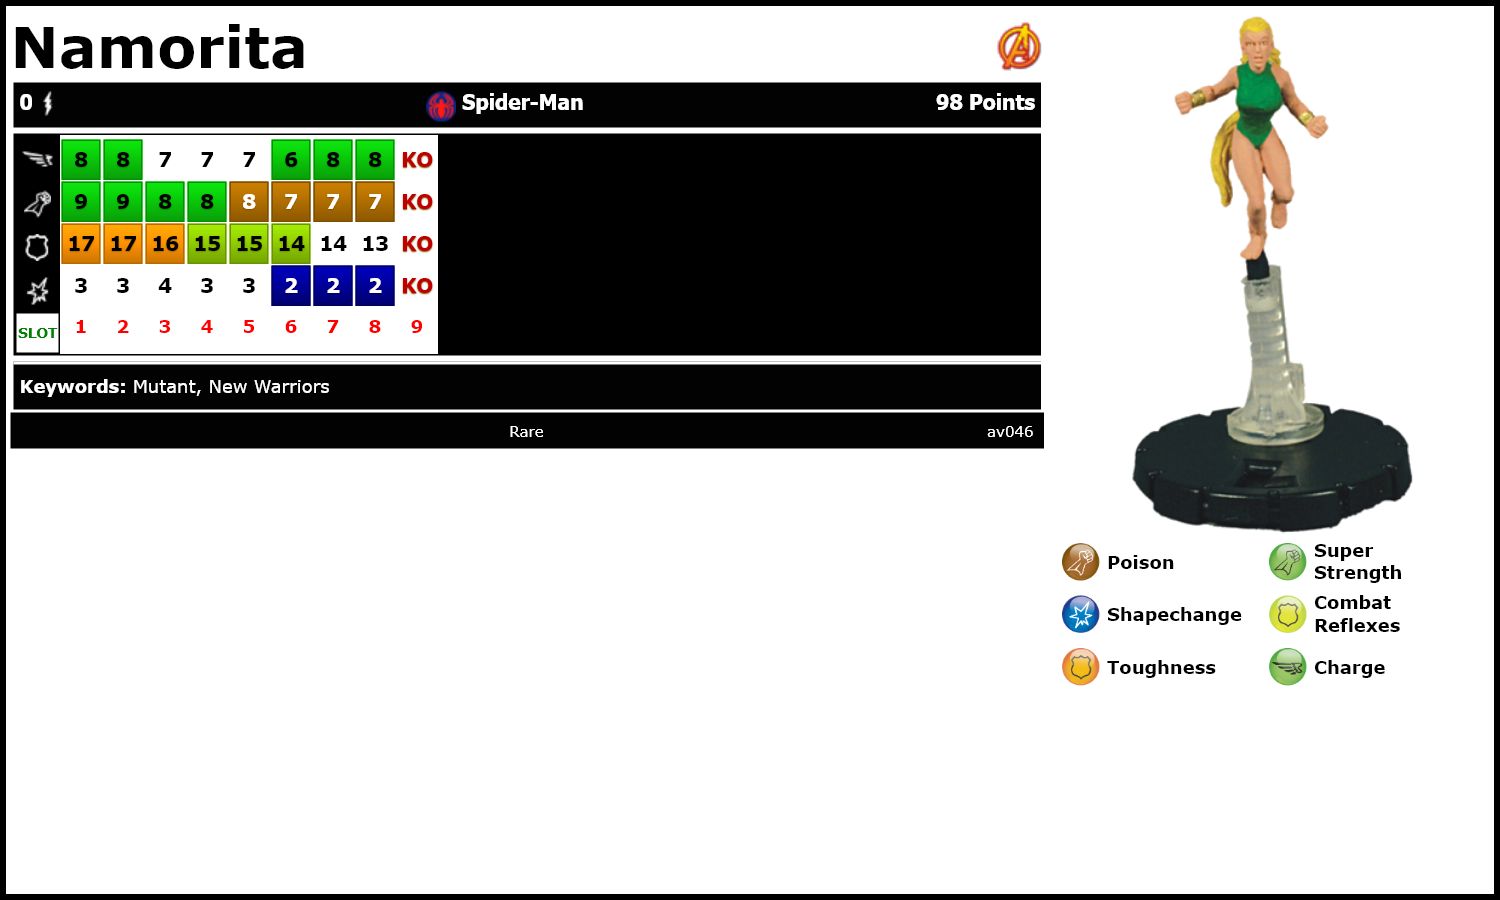 Namorita
0 Spider-Man 98 Points
8 8 7 7 7 6 8 8 KO
9 9 8 8 8 7 7 7 KO
17 17 16 15 15 14 14 13 KO
3 3 4 3 3 2 2 2 KO
SLOT 1 2 3 4 5 6 7 8 9
Keywords: Mutant, New Warriors
Rare av046
Poison
Super
Strength
Shapechange
Combat
Reflexes
Toughness
Charge